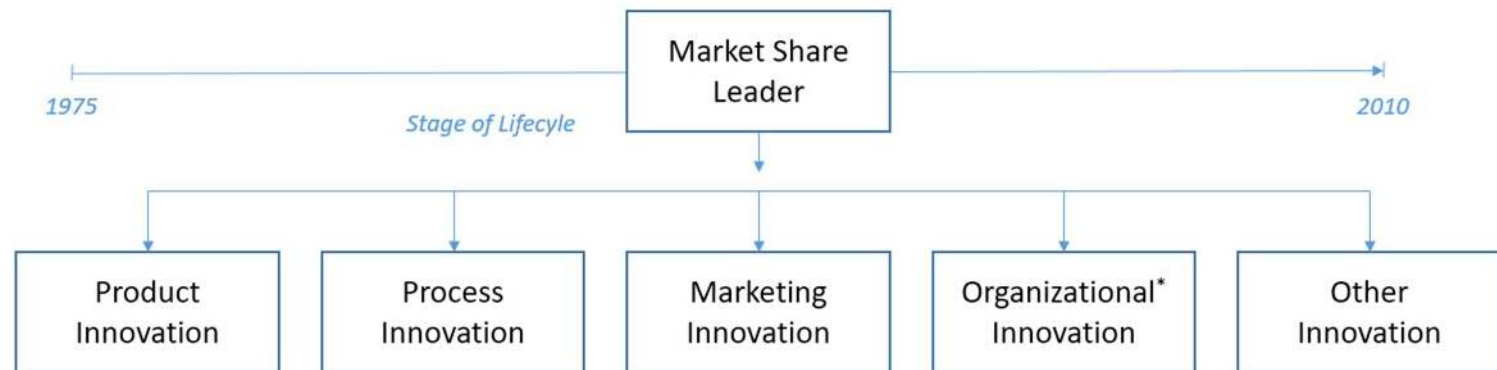 Market Share
Leader
1975
Stage of Lifecyle
2010
Product
Innovation
Process
Innovation
Marketing
Innovation
Organizational*
Innovation
Other
Innovation